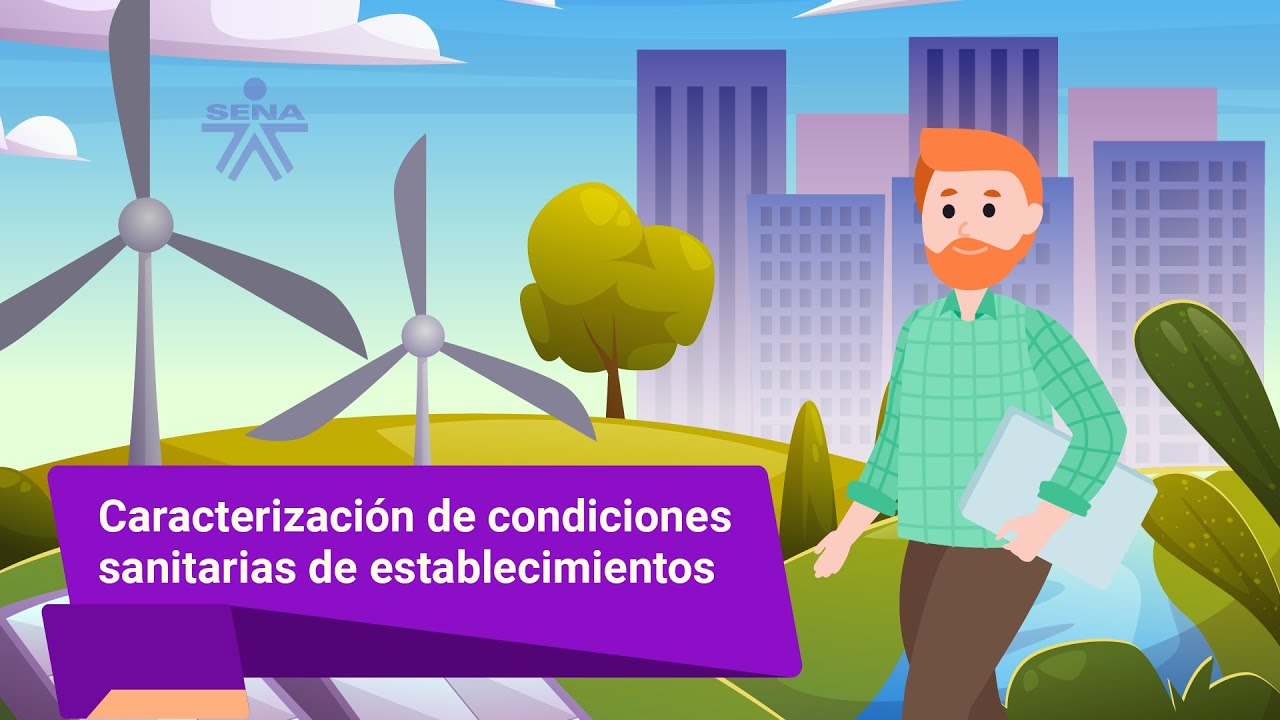 SENA
Caracterización de condiciones
sanitarias de establecimientos